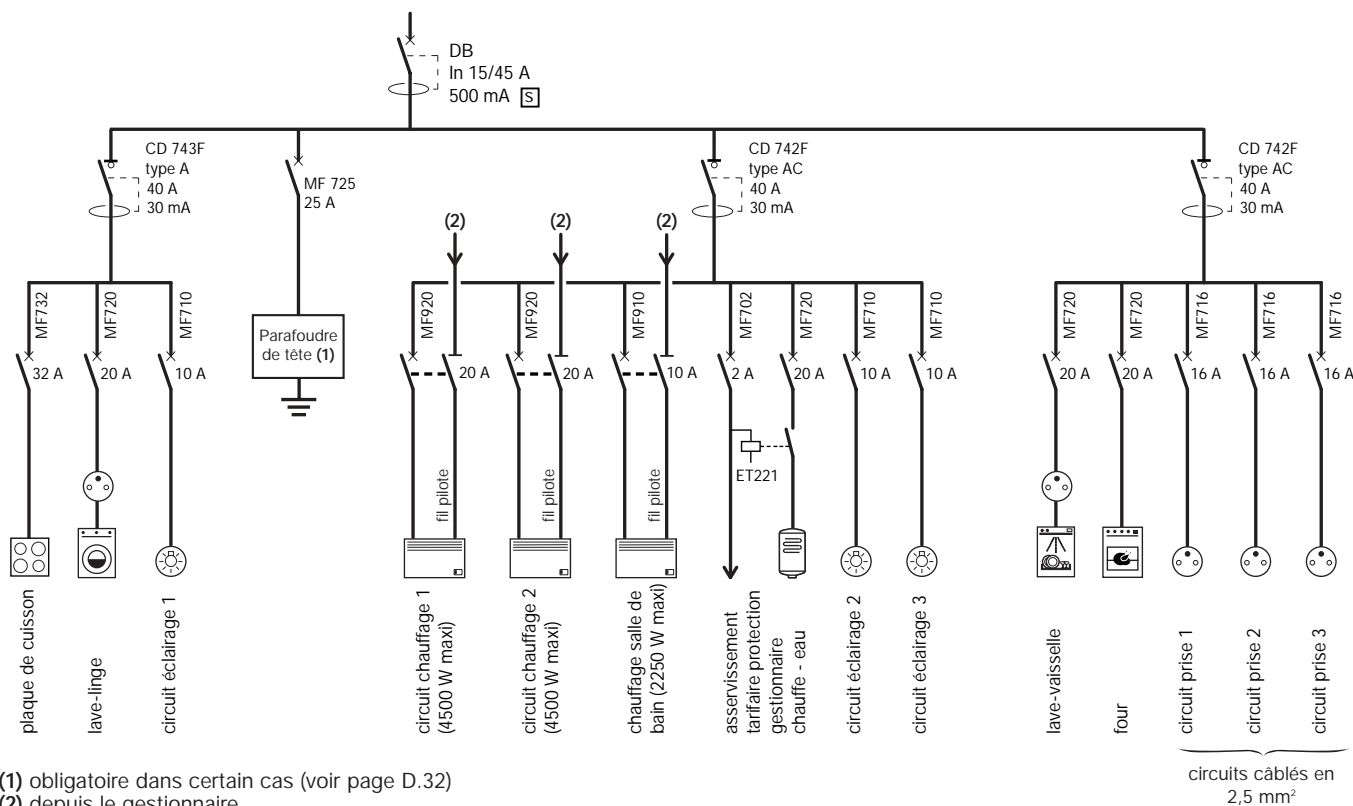 DB
In 15/45 A
500 mA S
CD 743F
type A
40 A
30 mA
MF 725
25 A
CD 742F
type AC
40 A
30 mA
CD 742F
type AC
40 A
30 mA
(2)
(2)
(2)
MF732
MF720
MF710
MF920
MF920
MF910
MF702
MF720
MF710
MF710
MF720
MF720
MF716
MF716
MF716
Parafoudre
de tête (1)
32 A
20 A
10 A
20 A
20 A
10 A
2 A
20 A
10 A
10 A
20 A
20 A
16 A
16 A
16 A
fil pilote
fil pilote
fil pilote
ET221
plaque de cuisson
lave-linge
circuit éclairage 1
circuit chauffage 1
(4500 W maxi)
circuit chauffage 2
(4500 W maxi)
chauffage salle de
bain (2250 W maxi)
asservissement
tarifaire protection
gestionnaire
chauffe - eau
circuit éclairage 2
circuit éclairage 3
lave-vaisselle
four
circuit prise 1
circuit prise 2
circuit prise 3
circuits câblés en
2,5 mm²
(1) obligatoire dans certain cas (voir page D.32)
(2) depuis le gestionnaire